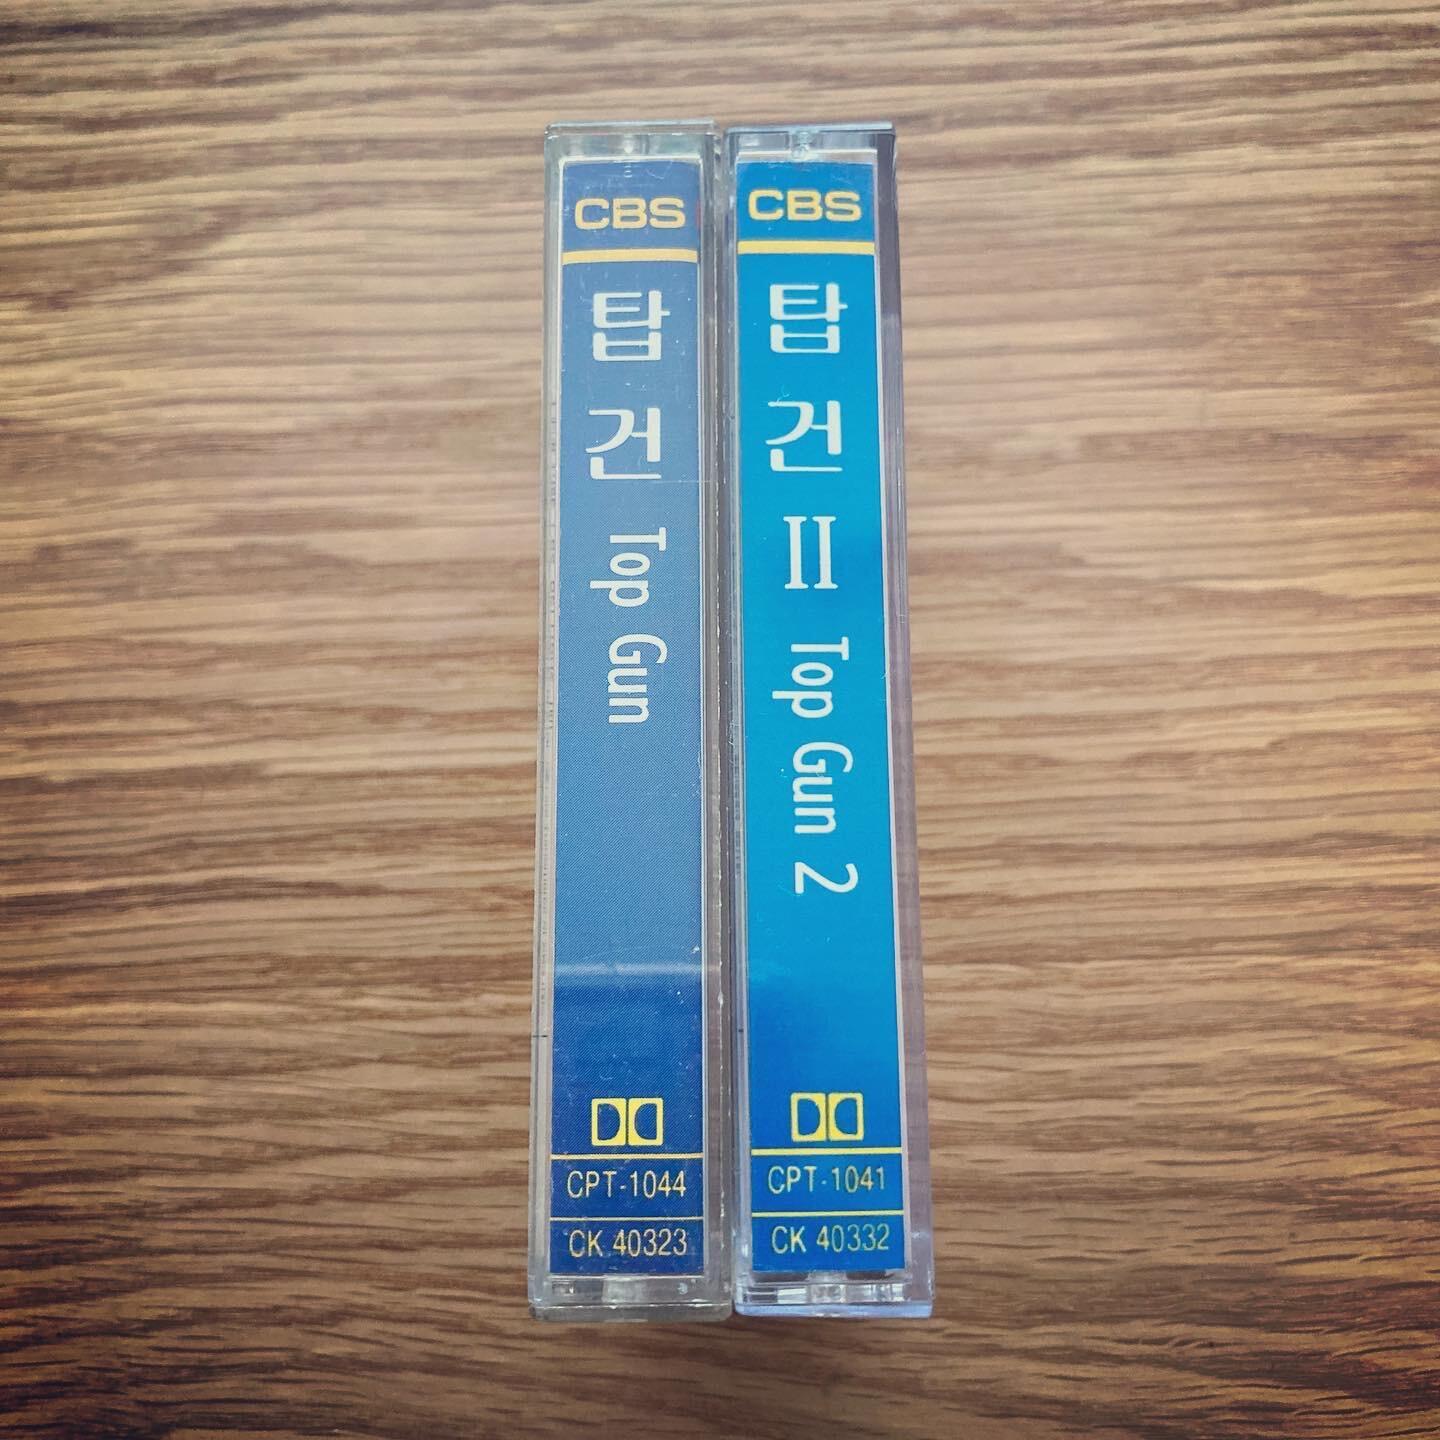 CBS
탑건 Top Gun
CPT-1044
CK 40323
CBS
탑건 II Top Gun 2
CPT-1041
CK 40332